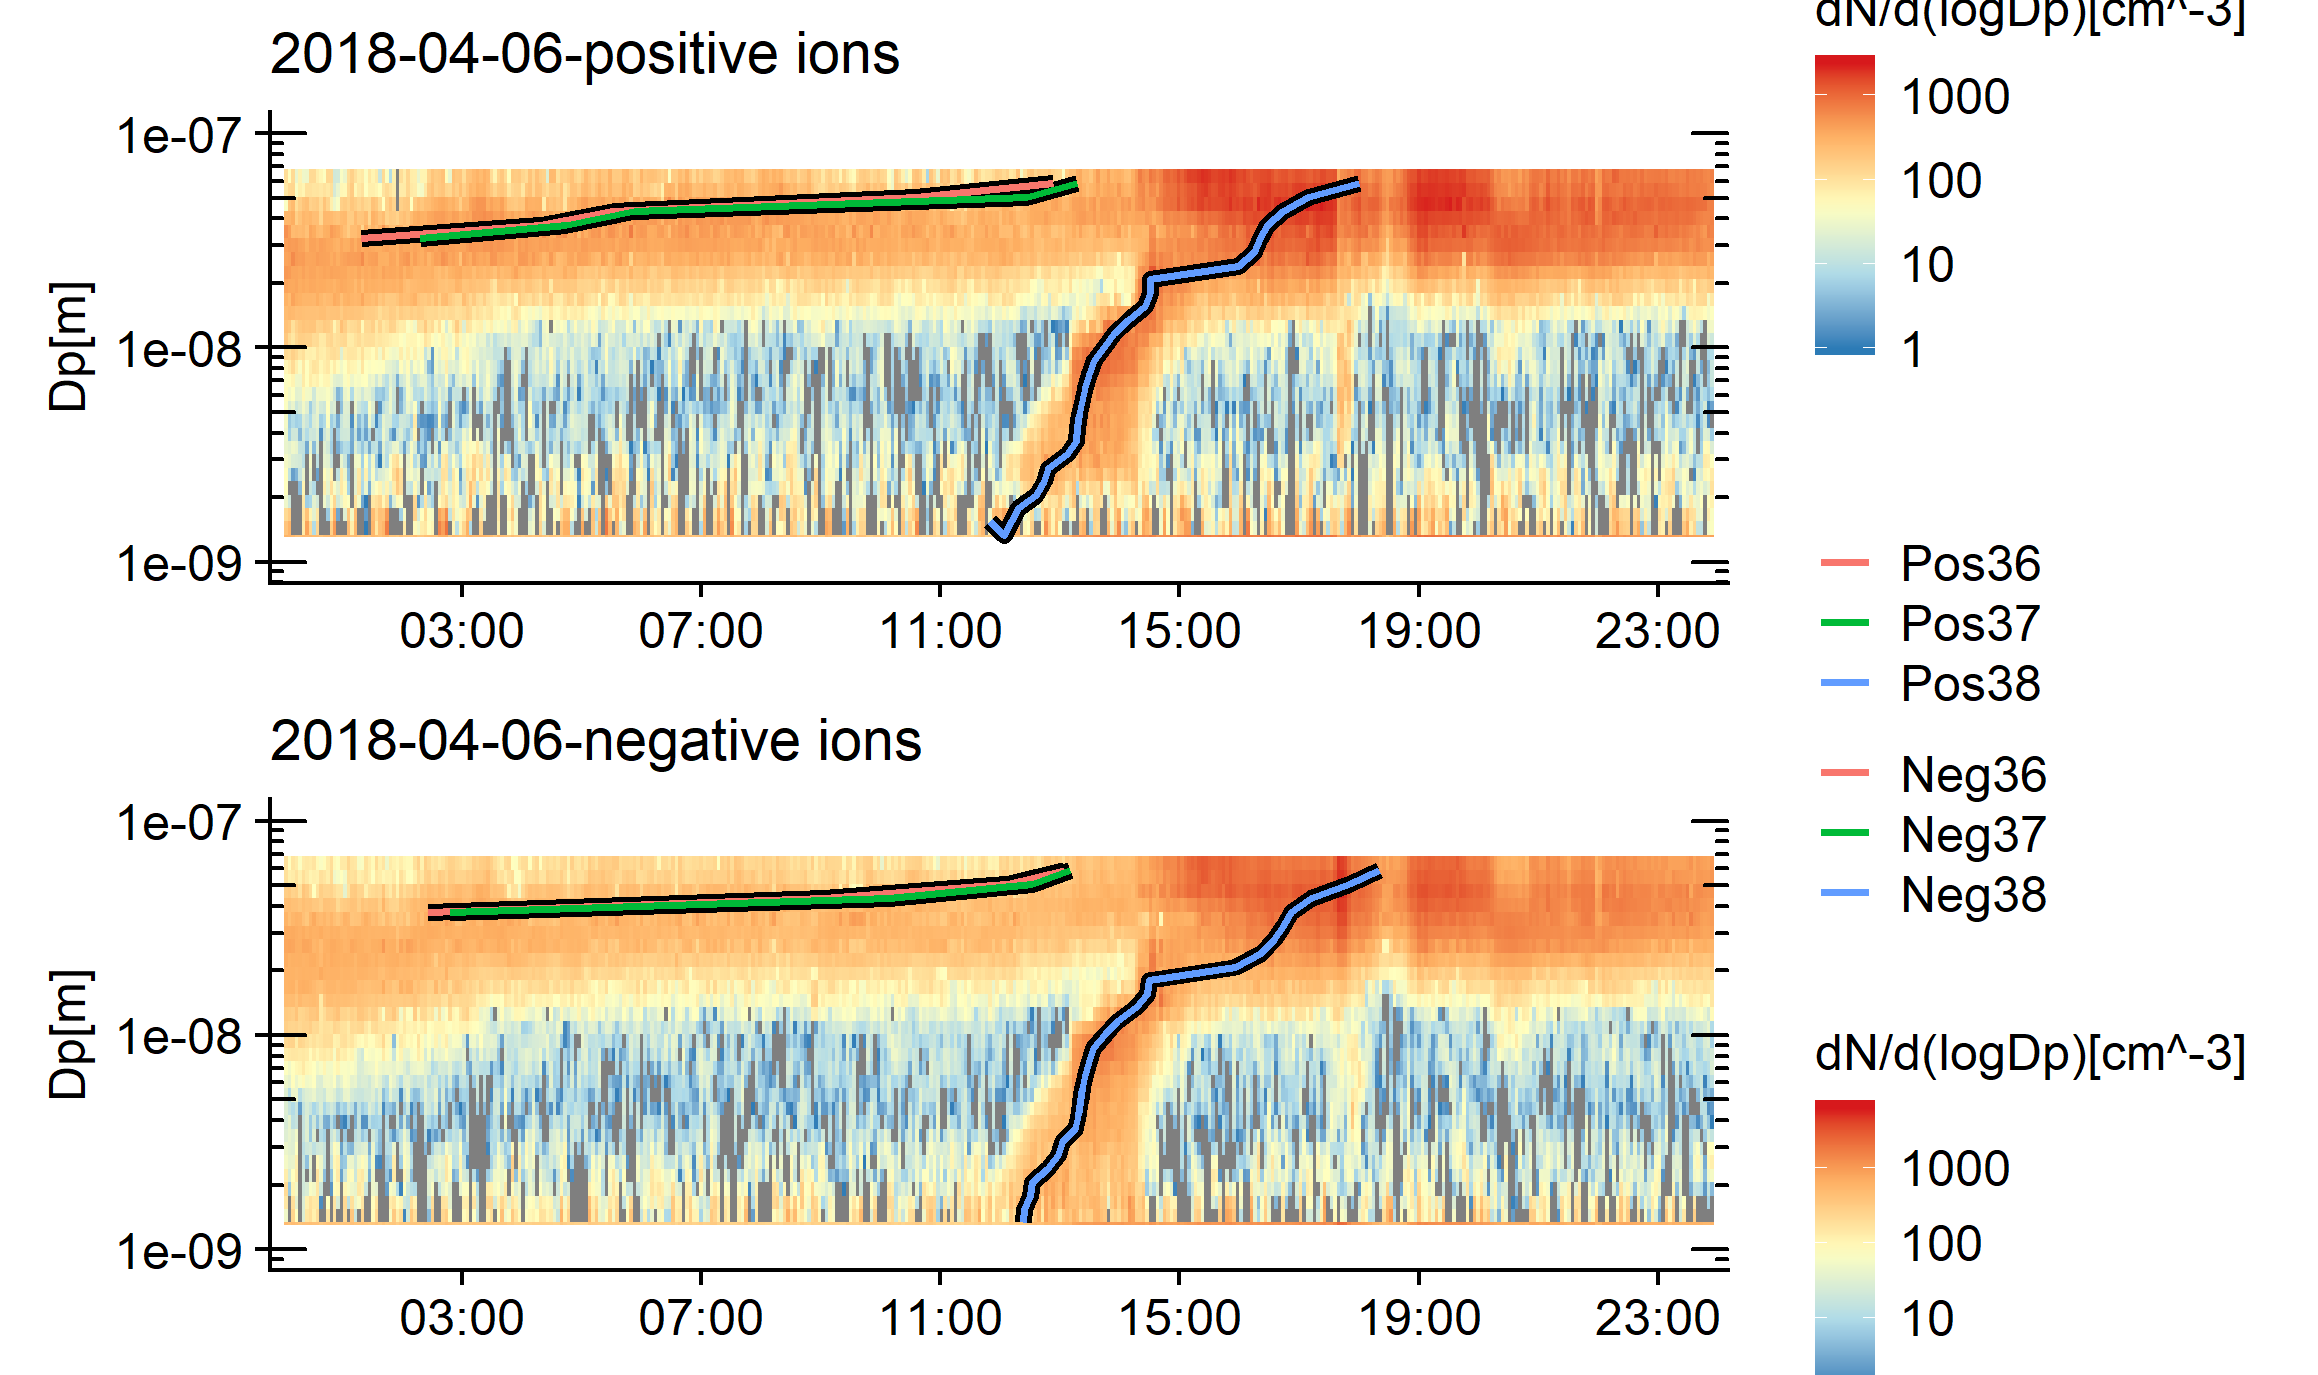 dN/d(logDp)[cm^-3]
2018-04-06-positive ions
1000
100
10
1
1e-07
1e-08
1e-09
Dp[m]
03:00 07:00 11:00 15:00 19:00 23:00
Pos36
Pos37
Pos38
2018-04-06-negative ions
Neg36
Neg37
Neg38
1e-07
1e-08
1e-09
Dp[m]
03:00 07:00 11:00 15:00 19:00 23:00
dN/d(logDp)[cm^-3]
1000
100
10